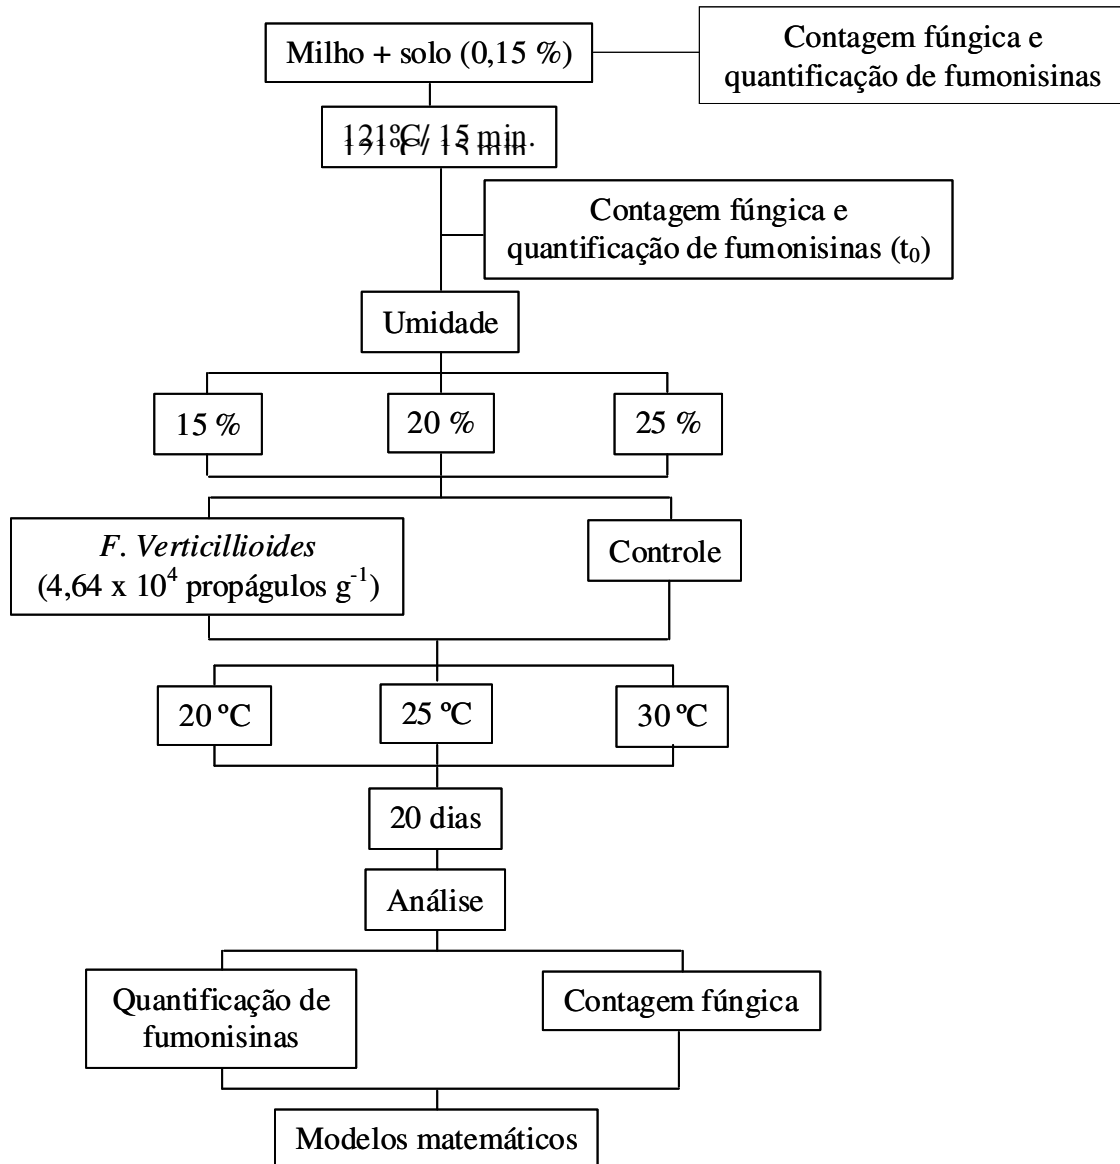 Milho + solo (0,15 %)
Contagem fúngica e
quantificação de fumonisinas
121ºC/ 15 min.
Contagem fúngica e
quantificação de fumonisinas (t₀)
Umidade
15 %
20 %
25 %
F. Verticillioides
(4,64 x 10⁴ propágulos g⁻¹)
Controle
20 ºC
25 ºC
30 ºC
20 dias
Análise
Quantificação de
fumonisinas
Contagem fúngica
Modelos matemáticos